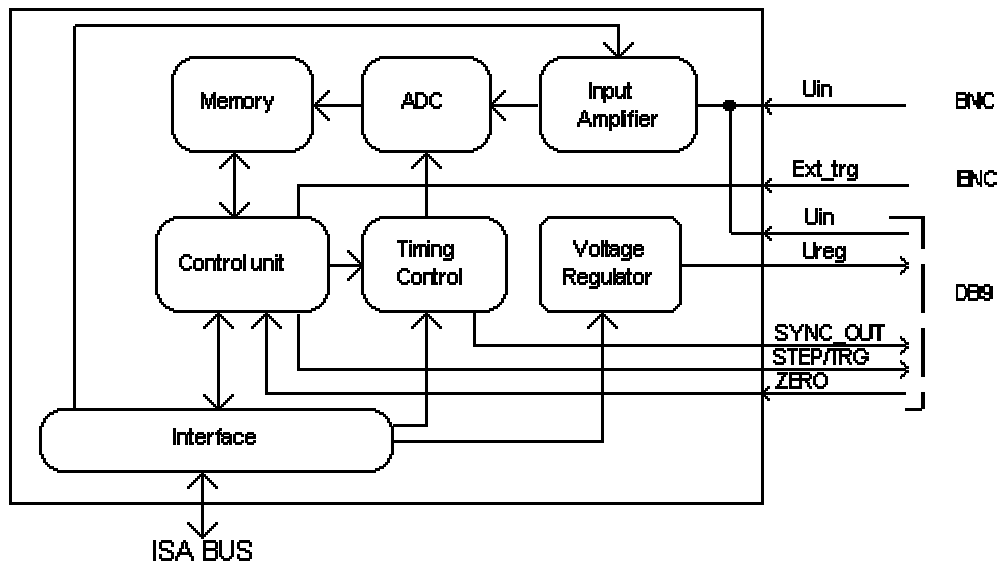 Memory
ADC
Input
Amplifier
Uin
BNC
Ext_trg
BNC
Uin
Control unit
Timing
Control
Voltage
Regulator
Ureg
DB9
SYNC_OUT
STEP/TRG
ZERO
Interface
ISA BUS